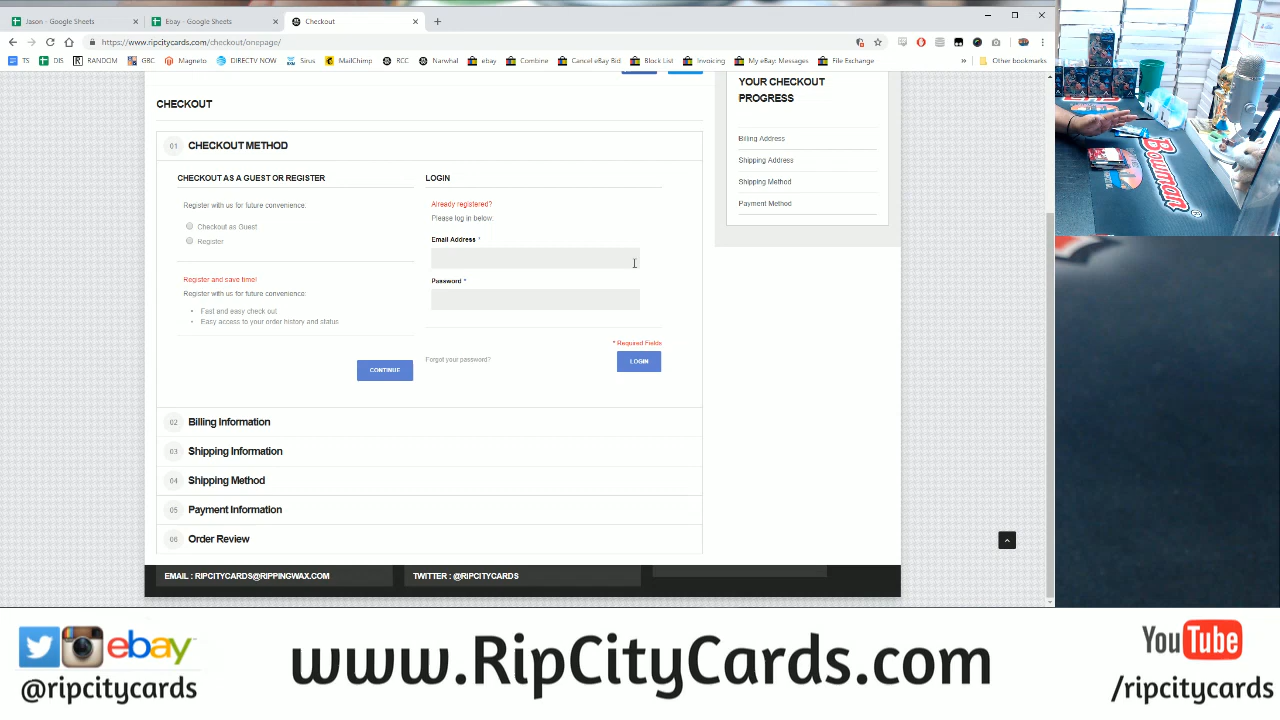 Jason - Google Sheets
Ebay - Google Sheets
Checkout
https://www.ripcitycards.com/checkout/onepage/
TS DIS RANDOM GBC Magneto DIRECTV NOW Sirus MailChimp RCC Narwhal ebay Combine Cancel eBay Bid Block List Invoicing My eBay: Messages File Exchange » Other bookmarks
CHECKOUT
01 CHECKOUT METHOD
CHECKOUT AS A GUEST OR REGISTER
Register with us for future convenience:
Checkout as Guest
Register
Register and save time!
Register with us for future convenience:
• Fast and easy check out
• Easy access to your order history and status
CONTINUE
LOGIN
Already registered?
Please log in below:
Email Address *
Password *
* Required Fields
Forgot your password?
LOGIN
02 Billing Information
03 Shipping Information
04 Shipping Method
05 Payment Information
06 Order Review
YOUR CHECKOUT
PROGRESS
Billing Address
Shipping Address
Shipping Method
Payment Method
EMAIL : RIPCITYCARDS@RIPPINGWAX.COM
TWITTER : @RIPCITYCARDS
Bowman
ebay
@ripcitycards
www.RipCityCards.com
YouTube
/ripcitycards